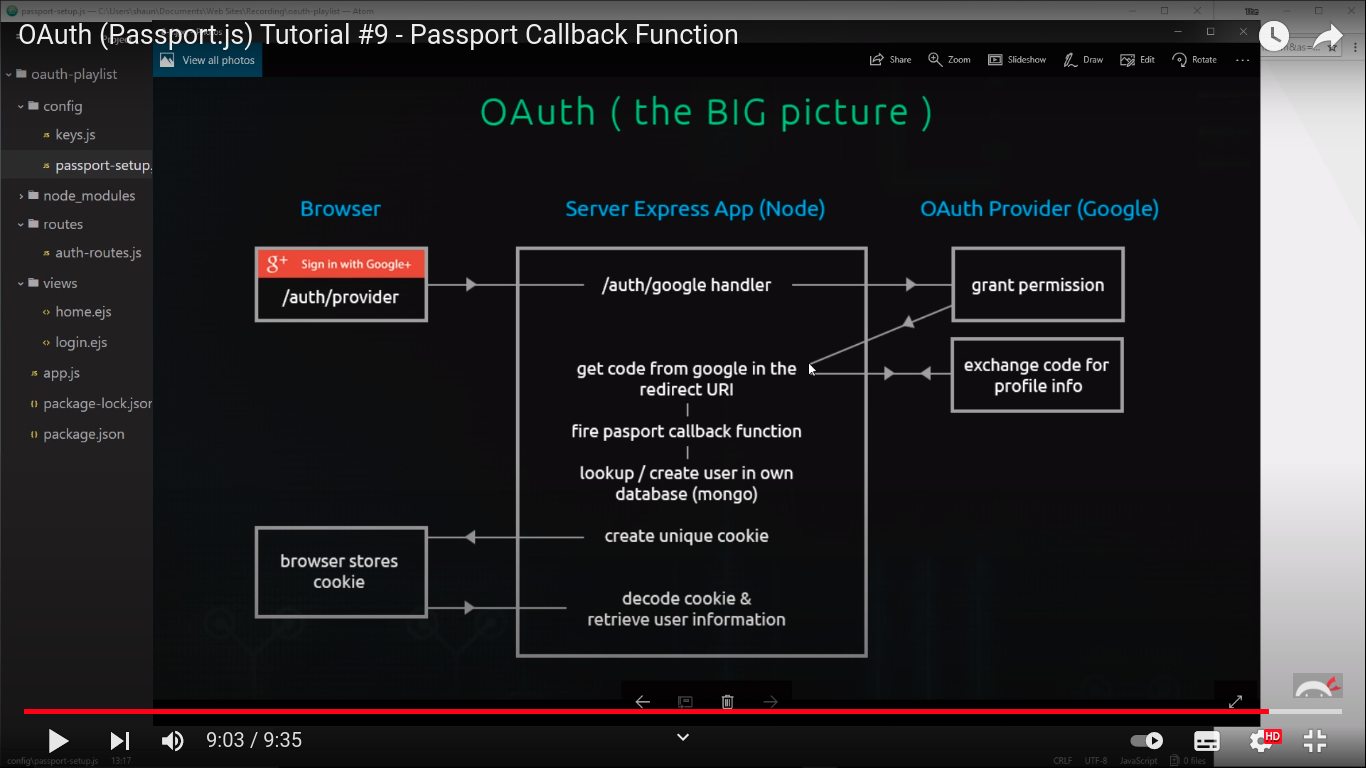 passport-setup.js — C:\Users\shaun\Documents\Web Sites\Recording\oauth-playlist — Atom
OAuth (Passport.js) Tutorial #9 - Passport Callback Function
View all photos
Share
Zoom
Slideshow
Draw
Edit
Rotate
oauth-playlist
config
keys.js
passport-setup.
node_modules
routes
auth-routes.js
views
home.ejs
login.ejs
app.js
package-lock.jsor
package.json
OAuth ( the BIG picture )
Browser
Server Express App (Node)
OAuth Provider (Google)
g+ Sign in with Google+
/auth/provider
/auth/google handler
grant permission
get code from google in the
redirect URI
exchange code for
profile info
fire pasport callback function
lookup / create user in own
database (mongo)
create unique cookie
browser stores
cookie
decode cookie &
retrieve user information
9:03 / 9:35
HD
config\passport-setup.js 13:17
CRLF UTF-8 JavaScript 0 files